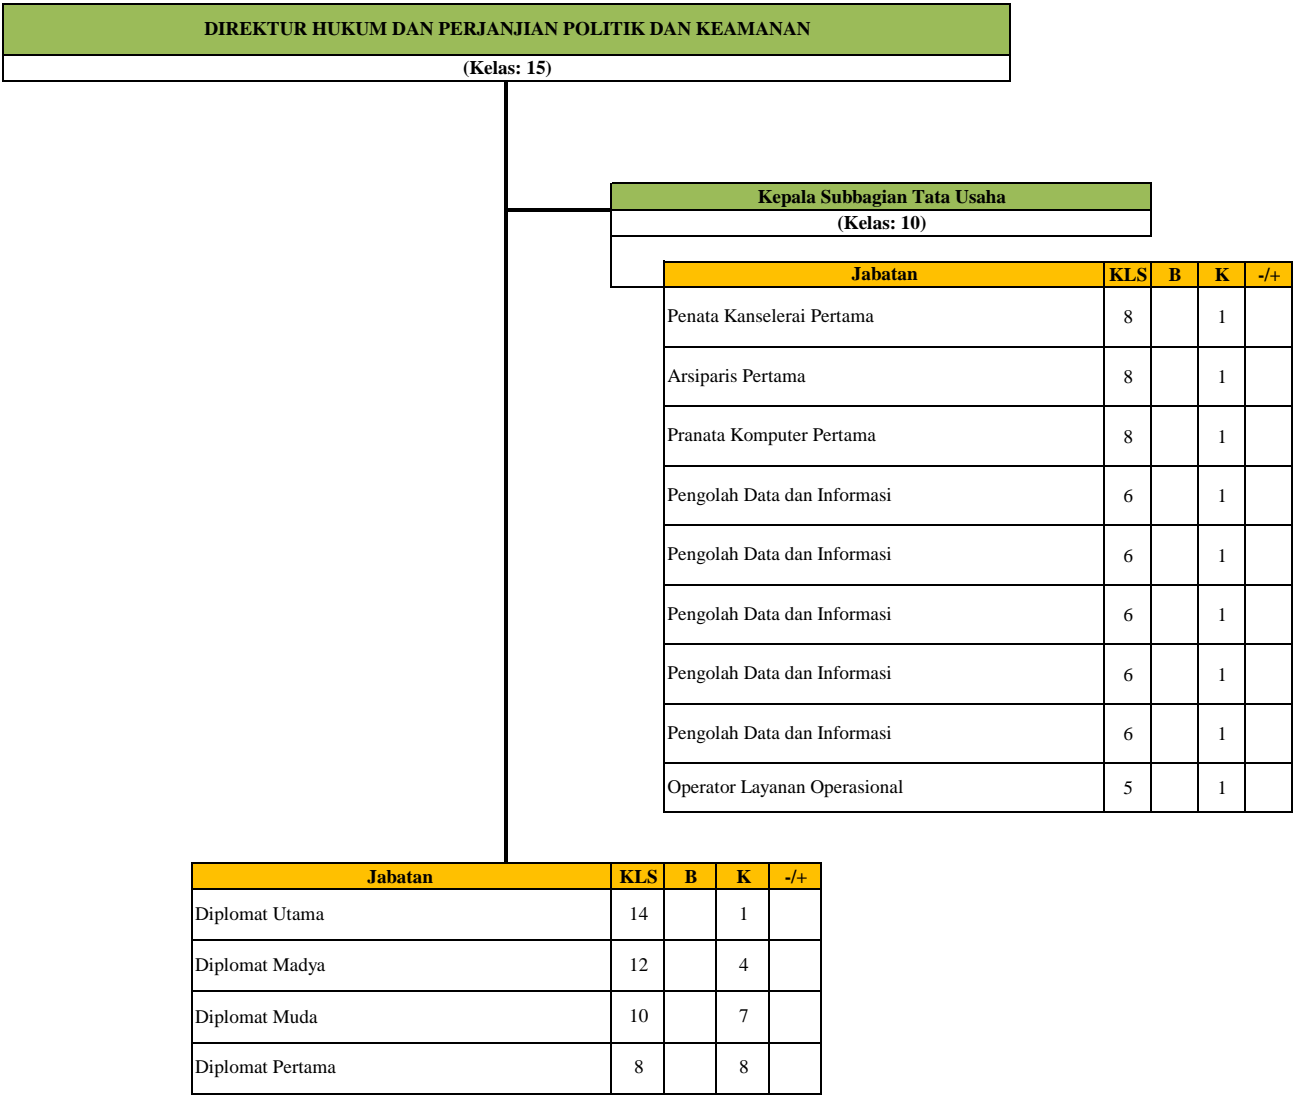 DIREKTUR HUKUM DAN PERJANJIAN POLITIK DAN KEAMANAN
(Kelas: 15)
Kepala Subbagian Tata Usaha
(Kelas: 10)
Jabatan KLS B K -/+
Penata Kanselerai Pertama 8 1
Arsiparis Pertama 8 1
Pranata Komputer Pertama 8 1
Pengolah Data dan Informasi 6 1
Pengolah Data dan Informasi 6 1
Pengolah Data dan Informasi 6 1
Pengolah Data dan Informasi 6 1
Pengolah Data dan Informasi 6 1
Operator Layanan Operasional 5 1
Jabatan KLS B K -/+
Diplomat Utama 14 1
Diplomat Madya 12 4
Diplomat Muda 10 7
Diplomat Pertama 8 8